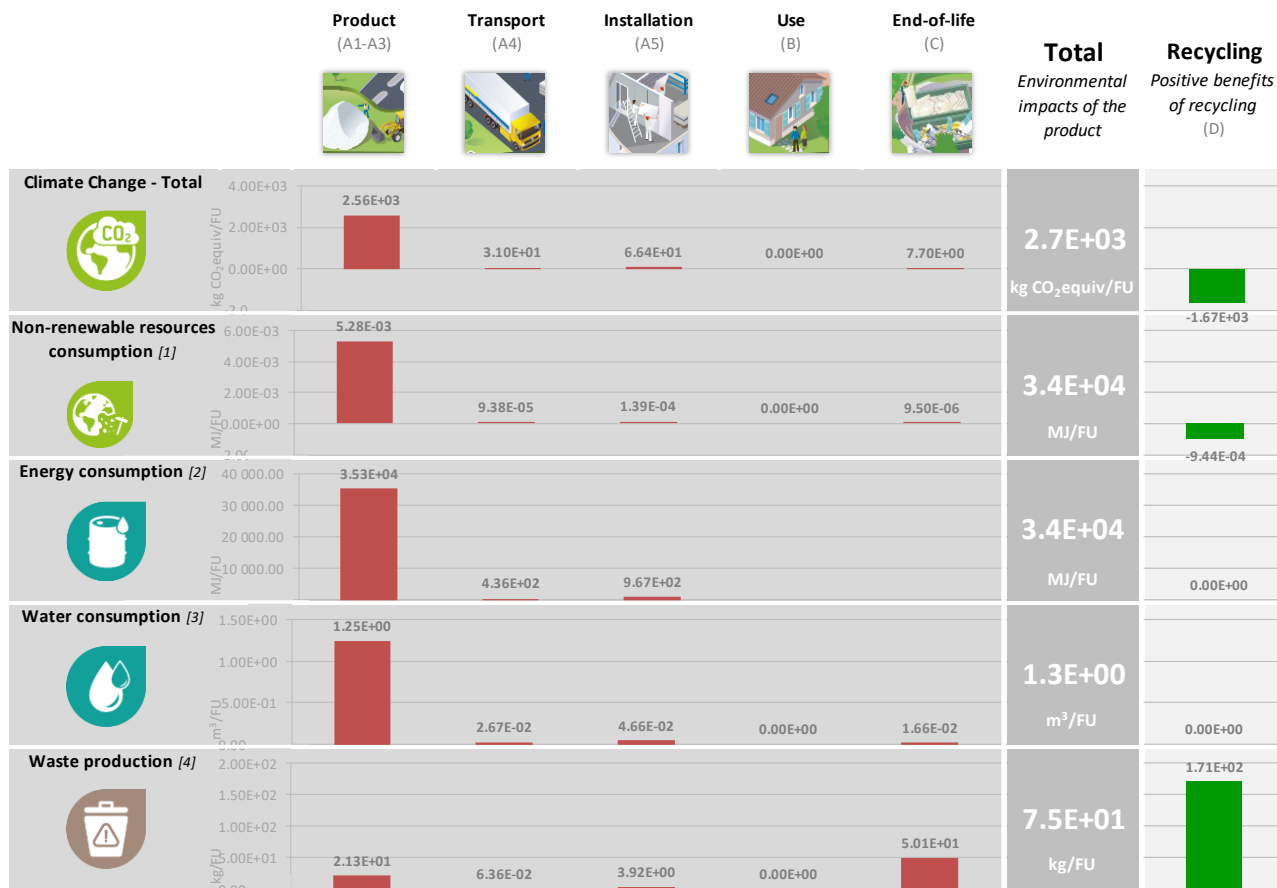 Product
(A1-A3)
Transport
(A4)
Installation
(A5)
Use
(B)
End-of-life
(C)
Total
Environmental
impacts of the
product
Recycling
Positive benefits
of recycling
(D)
Climate Change - Total
CO2
kg CO2equiv/FU
4.00E+03
2.00E+03
0.00E+00
2.56E+03
3.10E+01
6.64E+01
0.00E+00
7.70E+00
2.7E+03
kg CO2equiv/FU
-1.67E+03
Non-renewable resources
consumption [1]
MJ/FU
6.00E-03
4.00E-03
2.00E-03
0.00E+00
5.28E-03
9.38E-05
1.39E-04
0.00E+00
9.50E-06
3.4E+04
MJ/FU
-9.44E-04
Energy consumption [2]
MJ/FU
40 000.00
30 000.00
20 000.00
10 000.00
3.53E+04
4.36E+02
9.67E+02
3.4E+04
MJ/FU
0.00E+00
Water consumption [3]
m3/FU
1.50E+00
1.00E+00
5.00E-01
1.25E+00
2.67E-02
4.66E-02
0.00E+00
1.66E-02
1.3E+00
m3/FU
0.00E+00
Waste production [4]
kg/FU
2.00E+02
1.50E+02
1.00E+02
5.00E+01
2.13E+01
6.36E-02
3.92E+00
0.00E+00
5.01E+01
7.5E+01
kg/FU
1.71E+02